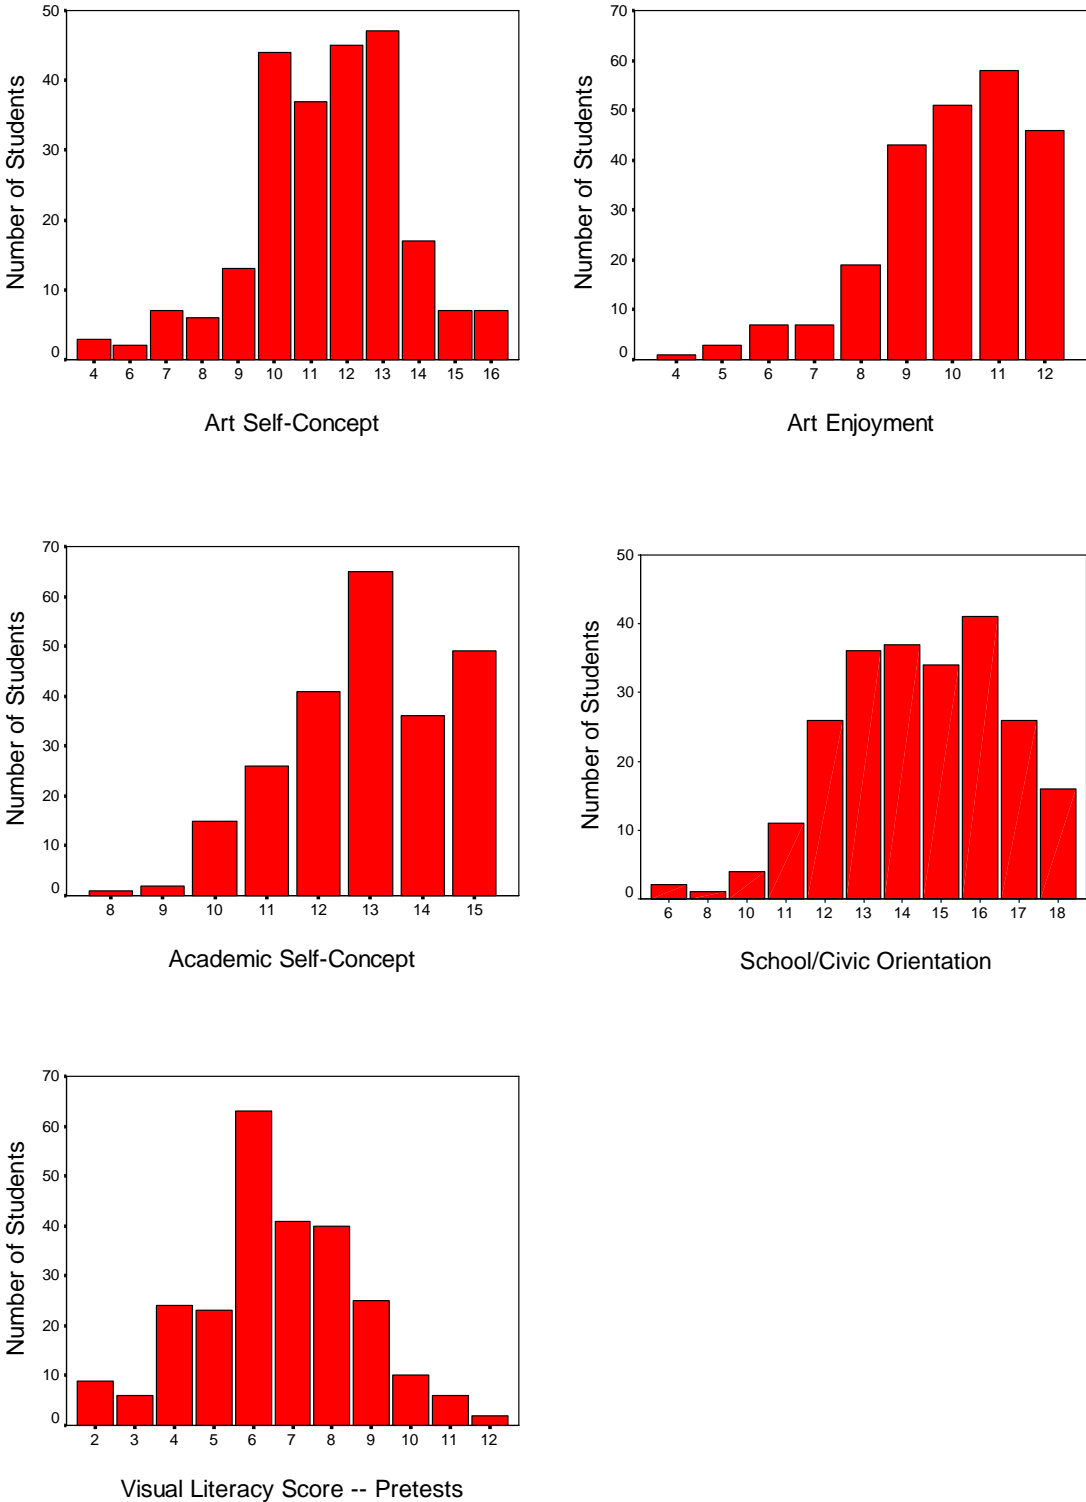 50
40
30
20
10
0
Number of Students
4 6 7 8 9 10 11 12 13 14 15 16
Art Self-Concept
70
60
50
40
30
20
10
0
Number of Students
4 5 6 7 8 9 10 11 12
Art Enjoyment
70
60
50
40
30
20
10
0
Number of Students
8 9 10 11 12 13 14 15
Academic Self-Concept
50
40
30
20
10
0
Number of Students
6 8 10 11 12 13 14 15 16 17 18
School/Civic Orientation
70
60
50
40
30
20
10
0
Number of Students
2 3 4 5 6 7 8 9 10 11 12
Visual Literacy Score -- Pretests